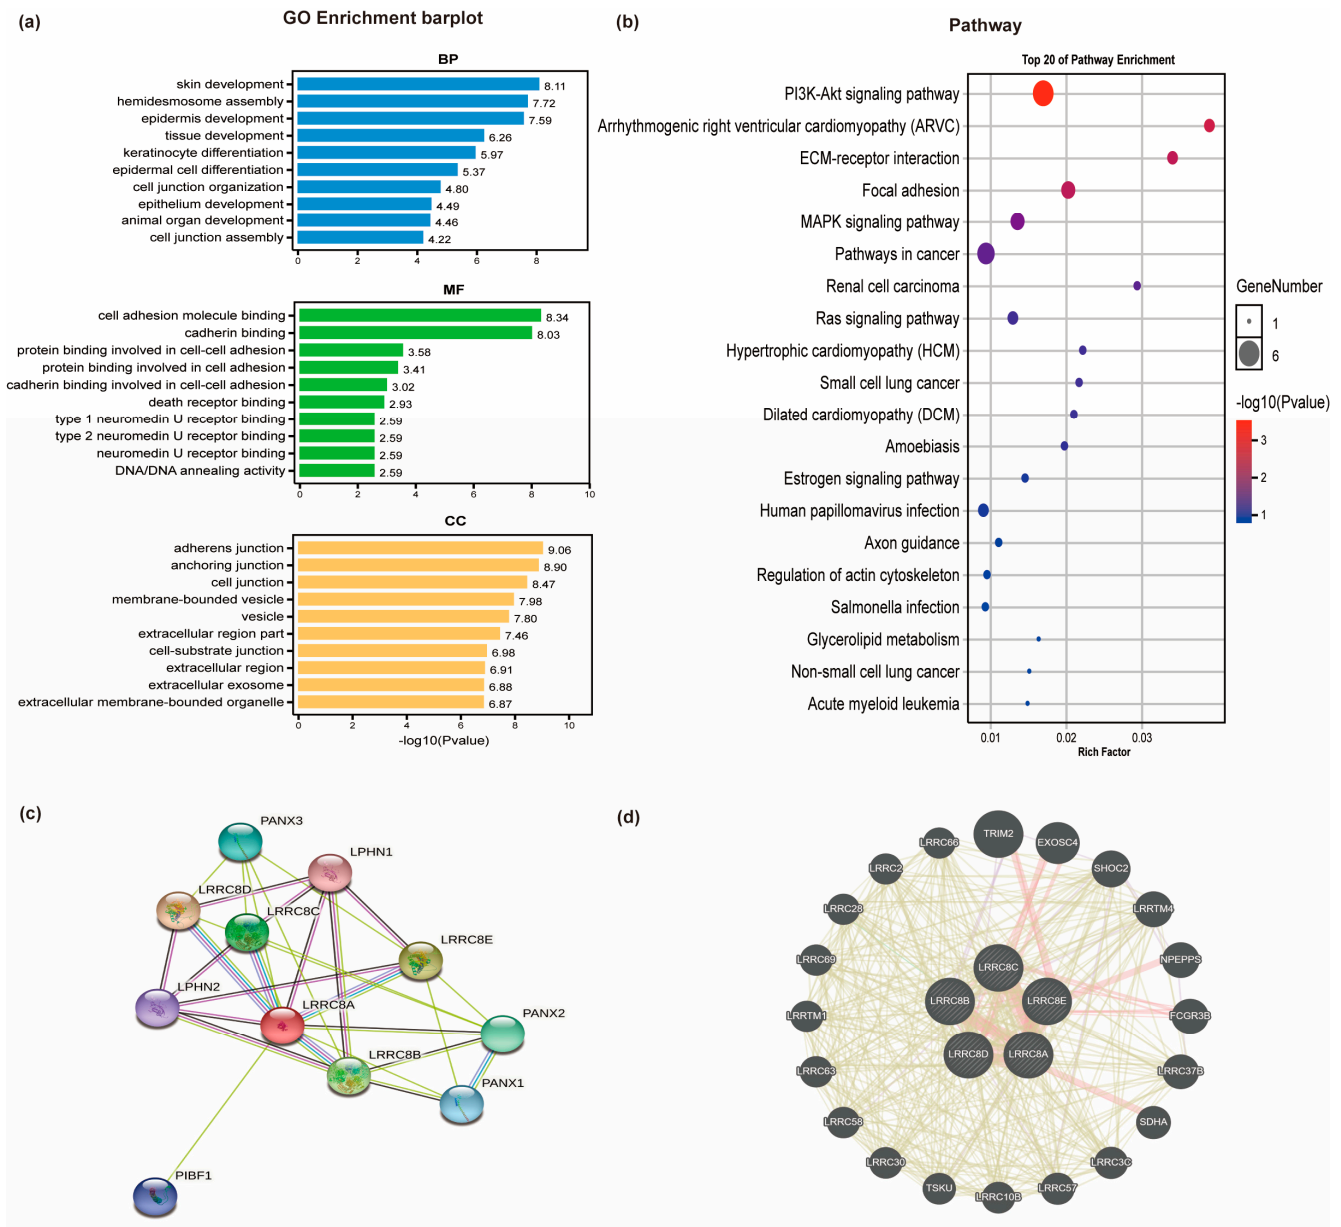 (a)
GO Enrichment barplot
BP
skin development 8.11
hemidesmosome assembly 7.72
epidermis development 7.59
tissue development 6.26
keratinocyte differentiation 5.97
epidermal cell differentiation 5.37
cell junction organization 4.80
epithelium development 4.49
animal organ development 4.46
cell junction assembly 4.22
0 2 4 6 8
MF
cell adhesion molecule binding 8.34
cadherin binding 8.03
protein binding involved in cell-cell adhesion 3.58
protein binding involved in cell adhesion 3.41
cadherin binding involved in cell-cell adhesion 3.02
death receptor binding 2.93
type 1 neuromedin U receptor binding 2.59
type 2 neuromedin U receptor binding 2.59
neuromedin U receptor binding 2.59
DNA/DNA annealing activity 2.59
0 2 4 6 8 10
CC
adherens junction 9.06
anchoring junction 8.90
cell junction 8.47
membrane-bounded vesicle 7.98
vesicle 7.80
extracellular region part 7.46
cell-substrate junction 6.98
extracellular region 6.91
extracellular exosome 6.88
extracellular membrane-bounded organelle 6.87
0 2 4 6 8 10
-log10(Pvalue)
(b)
Pathway
Top 20 of Pathway Enrichment
PI3K-Akt signaling pathway
Arrhythmogenic right ventricular cardiomyopathy (ARVC)
ECM-receptor interaction
Focal adhesion
MAPK signaling pathway
Pathways in cancer
Renal cell carcinoma
Ras signaling pathway
Hypertrophic cardiomyopathy (HCM)
Small cell lung cancer
Dilated cardiomyopathy (DCM)
Amoebiasis
Estrogen signaling pathway
Human papillomavirus infection
Axon guidance
Regulation of actin cytoskeleton
Salmonella infection
Glycerolipid metabolism
Non-small cell lung cancer
Acute myeloid leukemia
0.01 0.02 0.03
Rich Factor
GeneNumber
1
6
-log10(Pvalue)
3
2
1
(c)
PANX3
LPHN1
LRRC8D
LRRC8C
LRRC8E
LPHN2
LRRC8A
PANX2
LRRC8B
PANX1
PIBF1
(d)
TRIM2
LRRC66
EXOSC4
LRRC2
SHOC2
LRRC28
LRRTM4
LRRC69
NPEPPS
LRRC8C
LRRC8B
LRRC8E
LRRTM1
FCGR3B
LRRC8D
LRRC8A
LRRC63
LRRC37B
LRRC58
SDHA
LRRC30
LRRC3C
TSKU
LRRC57
LRRC10B